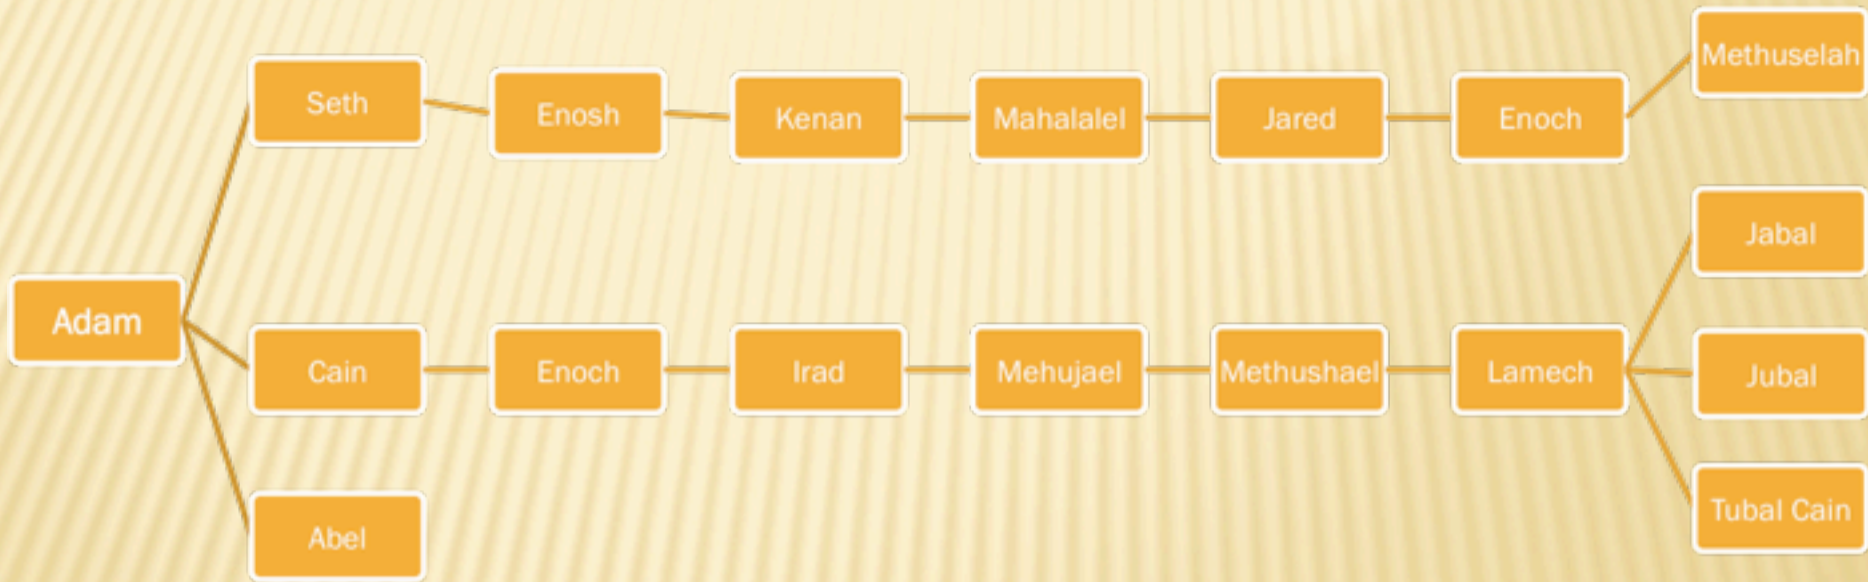 Methuselah
Seth
Enosh
Kenan
Mahalalel
Jared
Enoch
Jabal
Adam
Cain
Enoch
Irad
Mehujael
Methushael
Lamech
Jubal
Abel
Tubal Cain